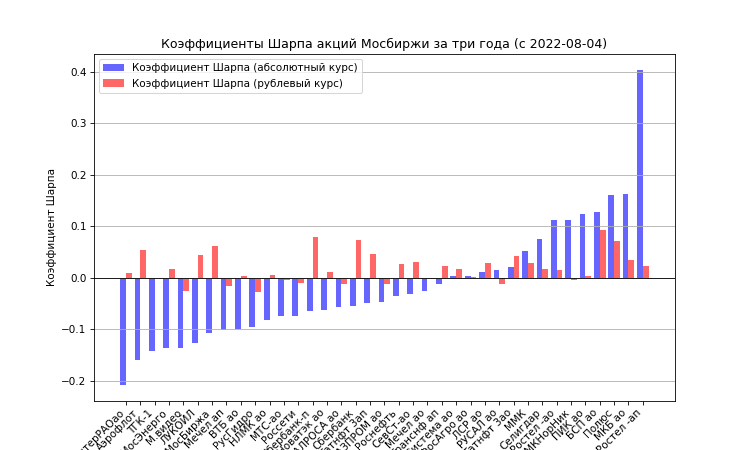 Коэффициенты Шарпа акций Мосбиржи за три года (с 2022-08-04)
Коэффициент Шарпа (абсолютный курс)
Коэффициент Шарпа (рублевый курс)
Коэффициент Шарпа
0.4
0.3
0.2
0.1
0.0
−0.1
−0.2
Аэрофлот
ТГК-1
МосЭнерго
М.видео
ЛУКОЙЛ
МосБиржа
Мечел ап
ВТБ ао
РусГидро
НЛМК ао
МТС-ао
Россети
Сбербанк
Роснефть
СевСт-ао
Мечел ао
ЛСР ао
РУСАЛ ао
ММК
Селигдар
Ростел -ао
ГМКНорНик
ПИК ао
БСП ао
Полюс
МКБ ао
Ростел -ап